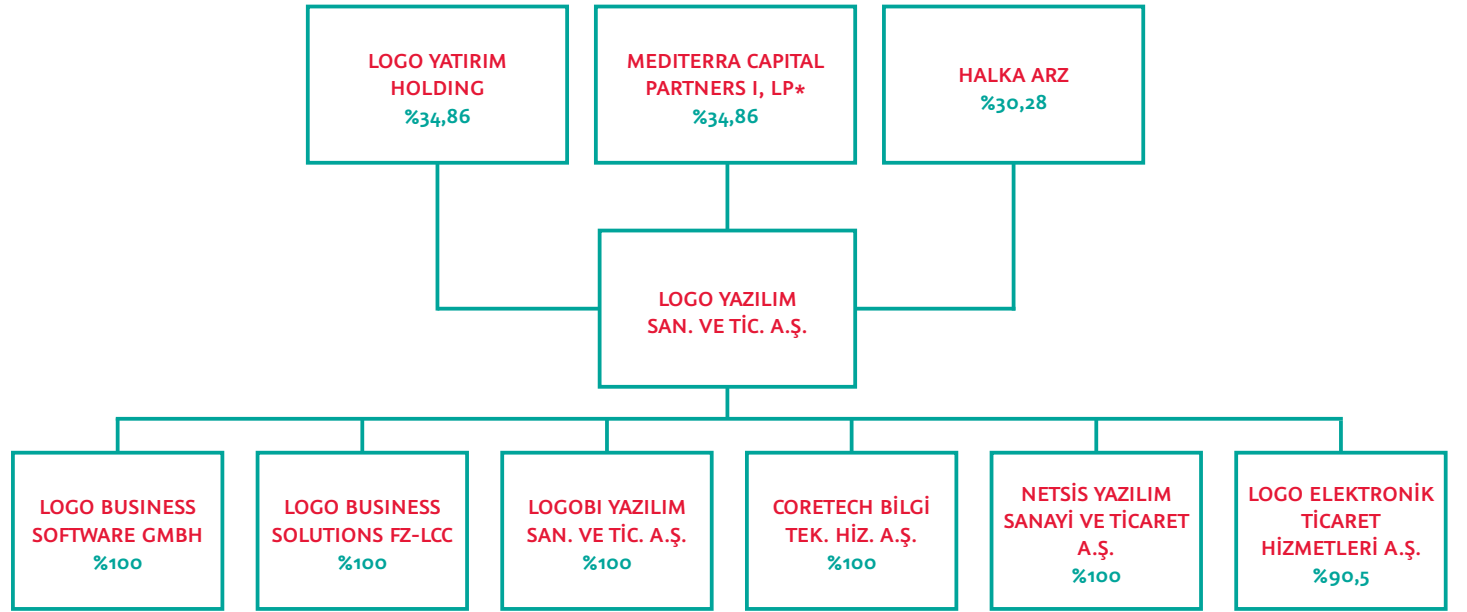 LOGO YATIRIM
HOLDING
%34,86
MEDITERRA CAPITAL
PARTNERS I, LP*
%34,86
HALKA ARZ
%30,28
LOGO YAZILIM
SAN. VE TİC. A.Ş.
LOGO BUSINESS
SOFTWARE GMBH
%100
LOGO BUSINESS
SOLUTIONS FZ-LCC
%100
LOGOBI YAZILIM
SAN. VE TİC. A.Ş.
%100
CORETECH BİLGİ
TEK. HİZ. A.Ş.
%100
NETSİS YAZILIM
SANAYİ VE TİCARET
A.Ş.
%100
LOGO ELEKTRONİK
TİCARET
HİZMETLERİ A.Ş.
%90,5